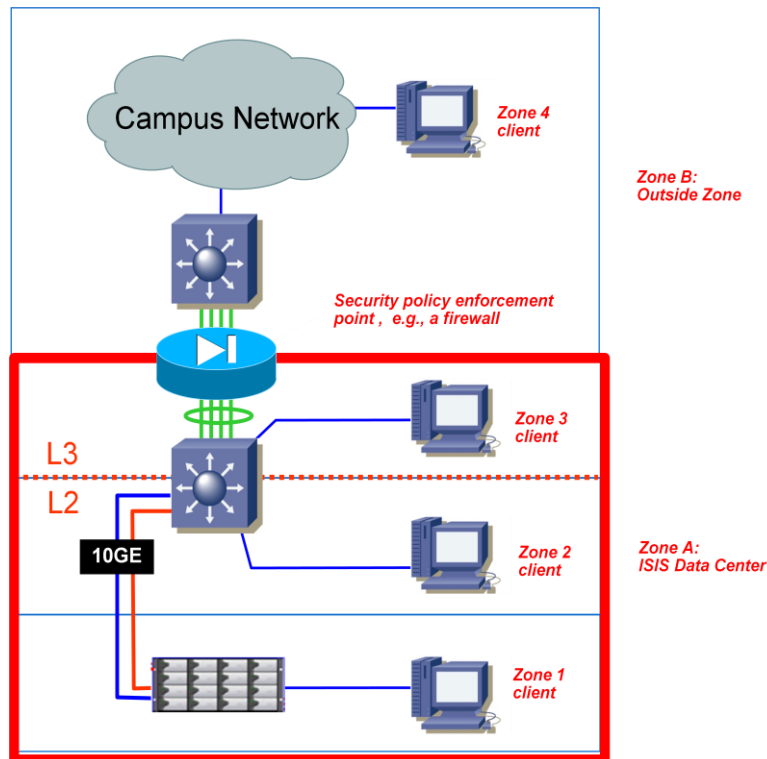 Campus Network
Zone 4
client
Zone B:
Outside Zone
Security policy enforcement
point , e.g., a firewall
Zone 3
client
L3
L2
10GE
Zone 2
client
Zone A:
ISIS Data Center
Zone 1
client